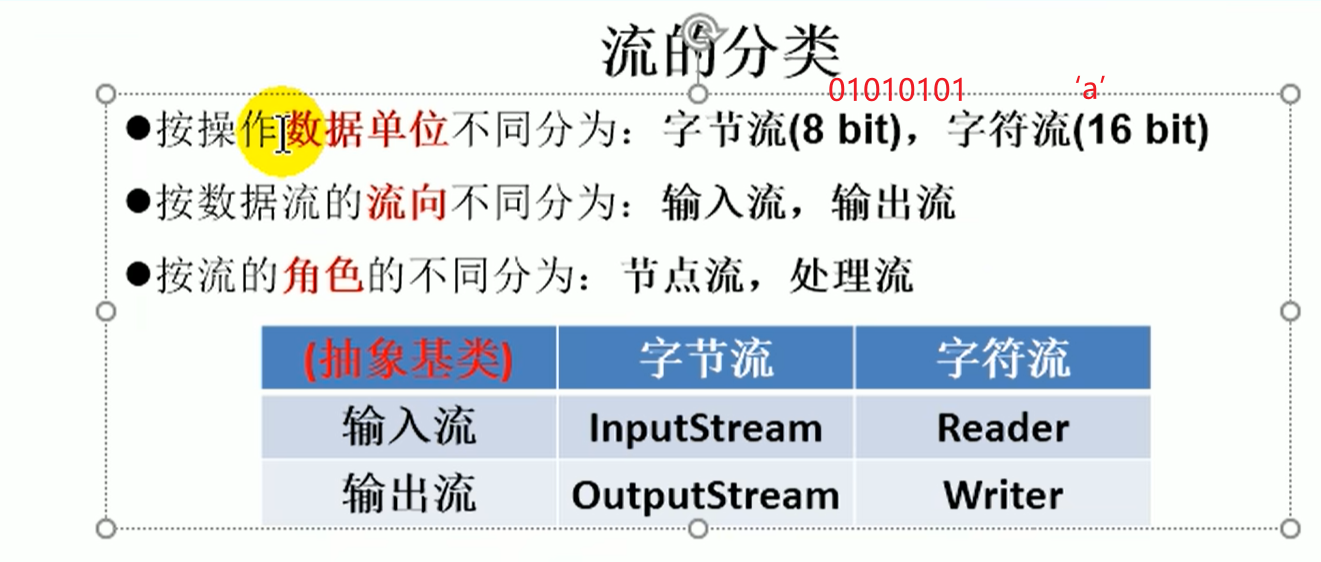 流的分类
01010101 ‘a’
●按操作数据单位不同分为：字节流(8 bit)，字符流(16 bit)
●按数据流的流向不同分为：输入流，输出流
●按流的角色的不同分为：节点流，处理流
(抽象基类) 字节流 字符流
输入流 InputStream Reader
输出流 OutputStream Writer